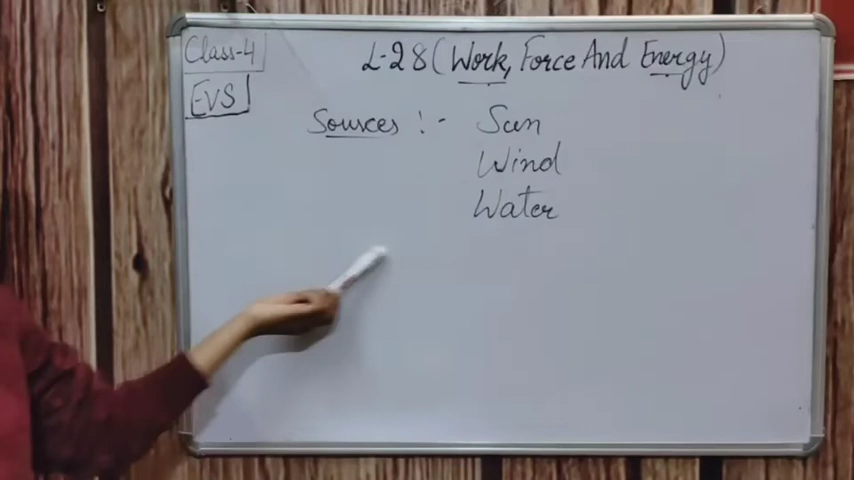 Class-4
L-28 (Work, Force And Energy)
EVS
Sources :- Sun
Wind
Water